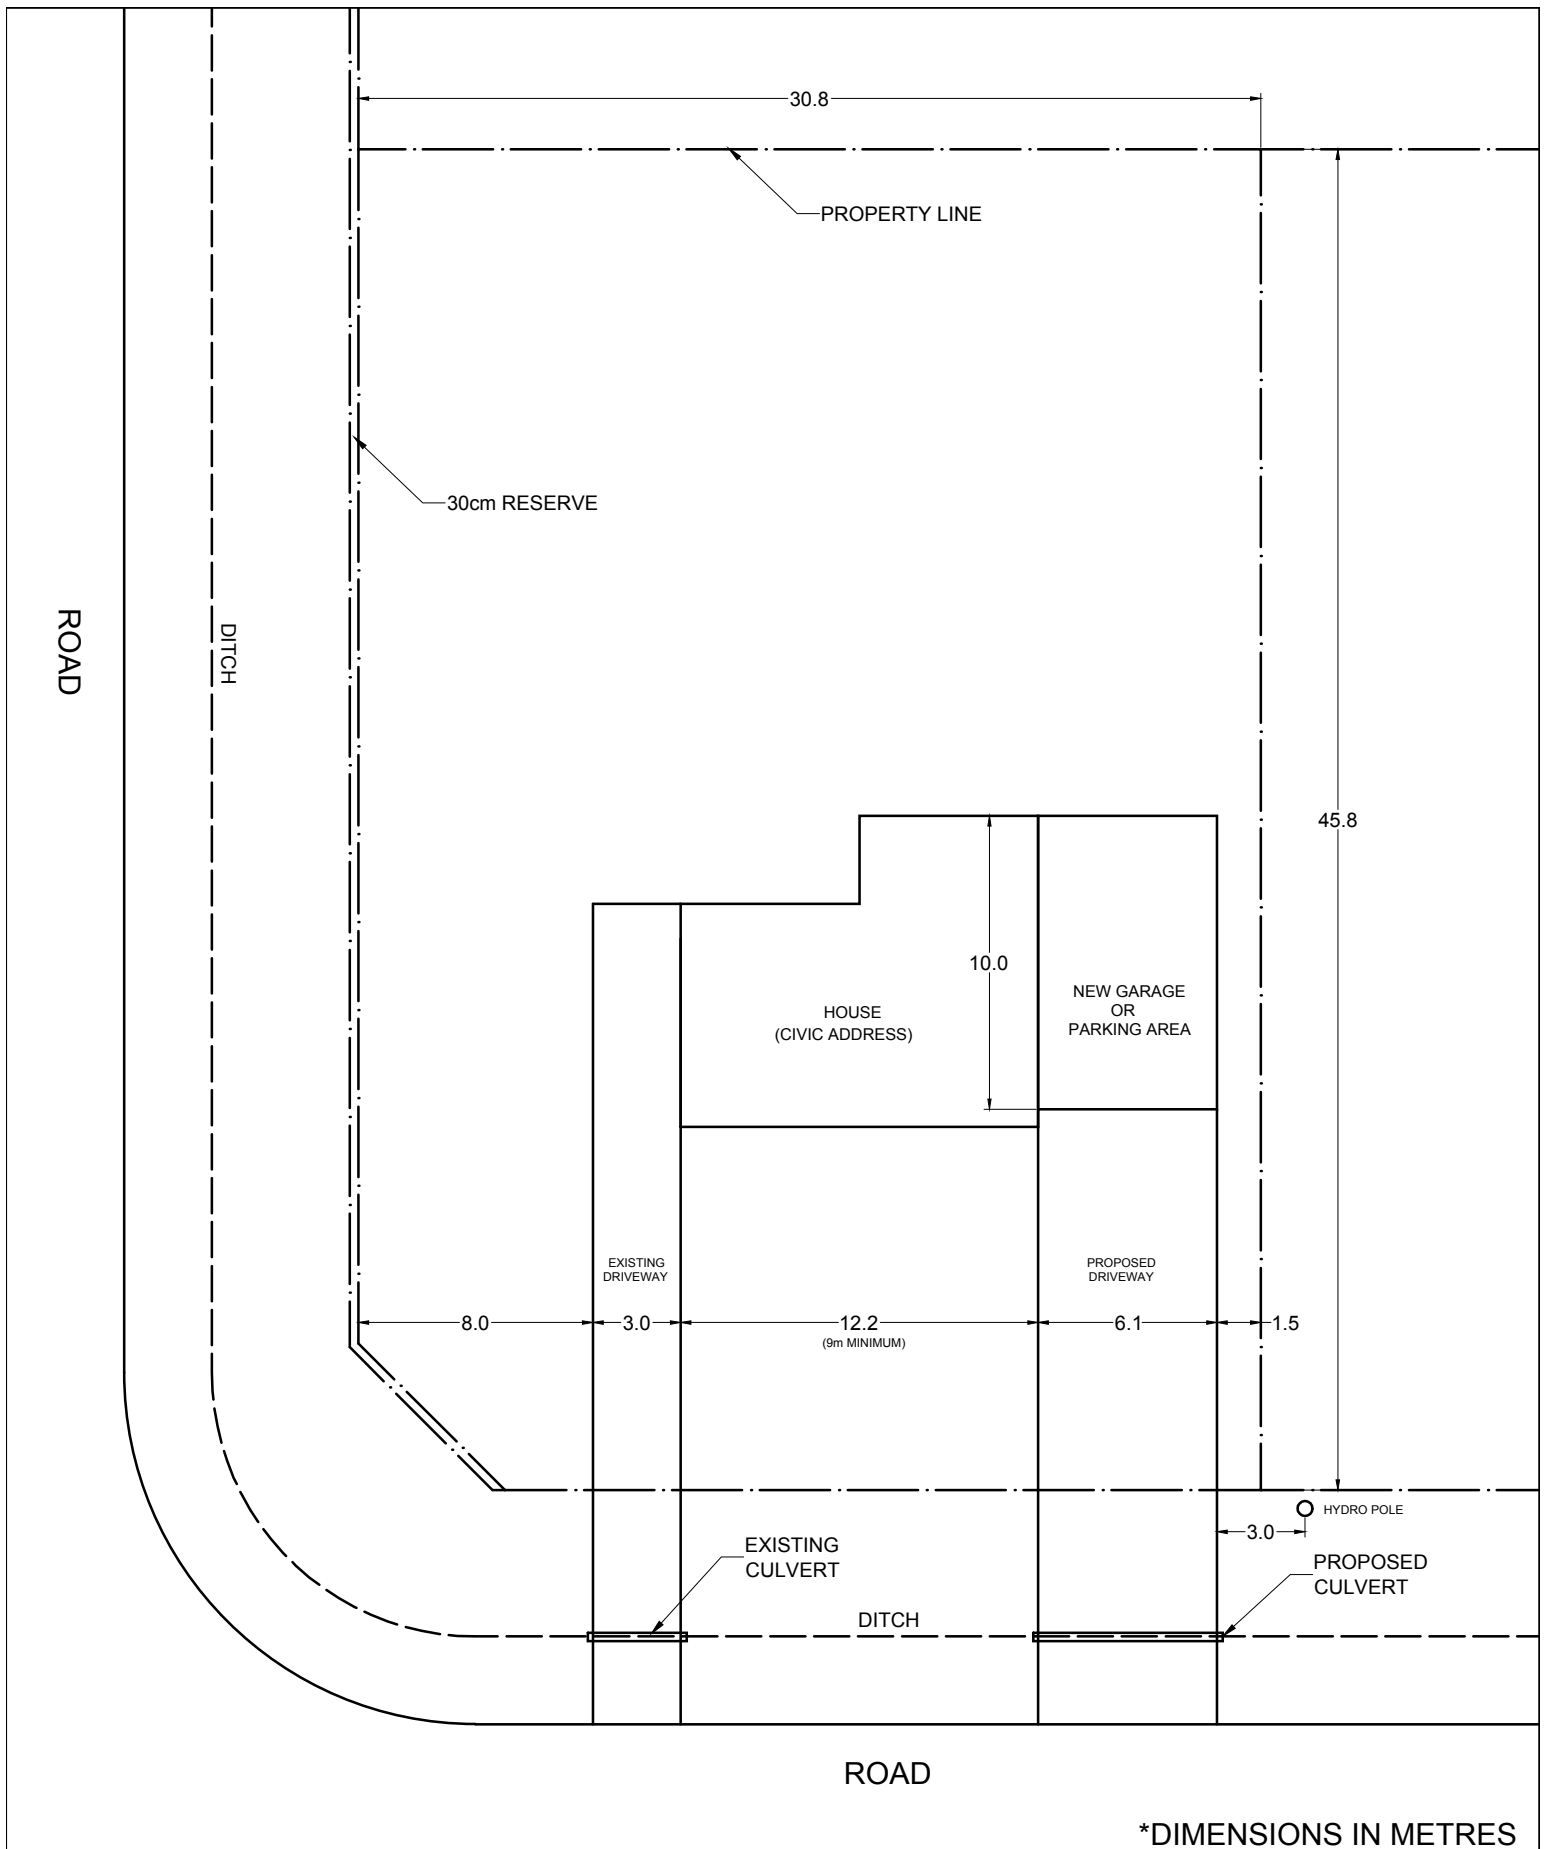 30.8
PROPERTY LINE
30cm RESERVE
ROAD
DITCH
45.8
10.0
NEW GARAGE
OR
PARKING AREA
HOUSE
(CIVIC ADDRESS)
EXISTING
DRIVEWAY
PROPOSED
DRIVEWAY
8.0
3.0
12.2
(9m MINIMUM)
6.1
1.5
HYDRO POLE
3.0
EXISTING
CULVERT
PROPOSED
CULVERT
DITCH
ROAD
*DIMENSIONS IN METRES